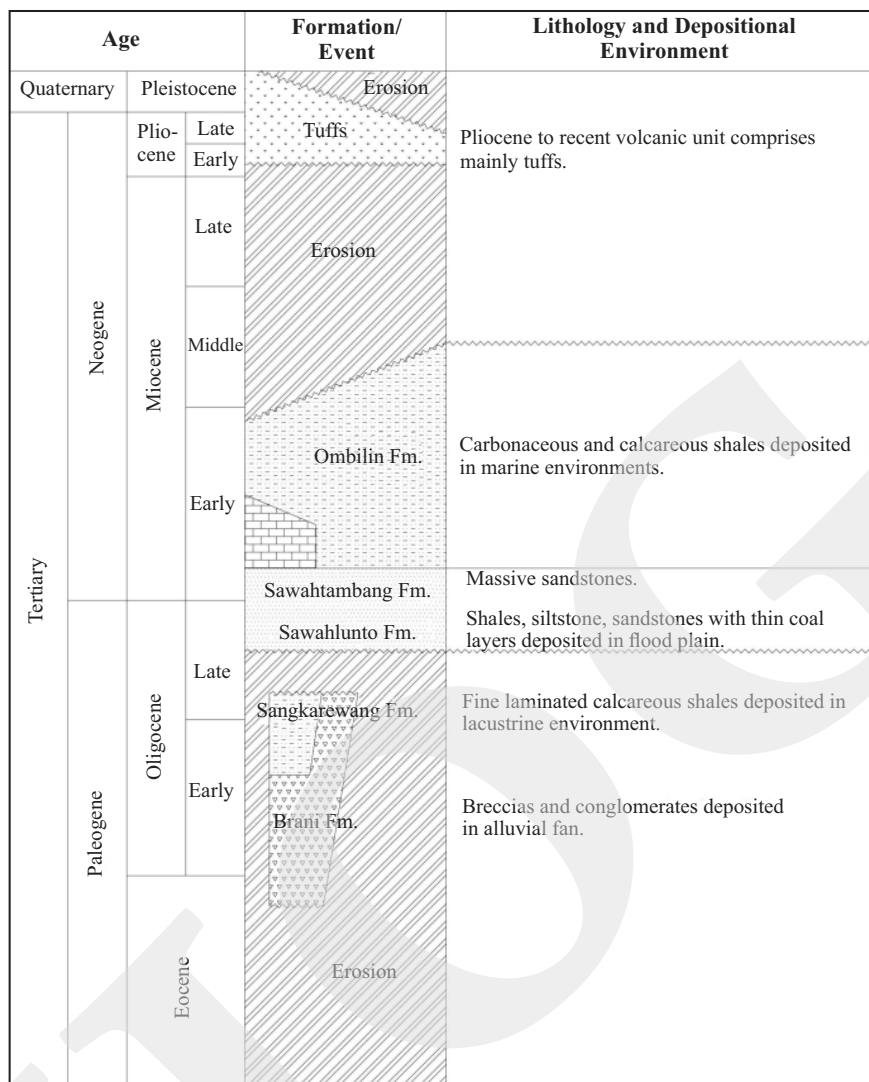 Age
Formation/
Event
Lithology and Depositional
Environment
Quaternary
Pleistocene
Erosion
Tertiary
Neogene
Plio-
cene
Late
Early
Tuffs
Pliocene to recent volcanic unit comprises
mainly tuffs.
Miocene
Late
Erosion
Middle
Early
Ombilin Fm.
Carbonaceous and calcareous shales deposited
in marine environments.
Sawahtambang Fm.
Massive sandstones.
Sawahlunto Fm.
Shales, siltstone, sandstones with thin coal
layers deposited in flood plain.
Paleogene
Oligocene
Late
Sangkarewang Fm.
Fine laminated calcareous shales deposited in
lacustrine environment.
Early
Brani Fm.
Breccias and conglomerates deposited
in alluvial fan.
Eocene
Erosion